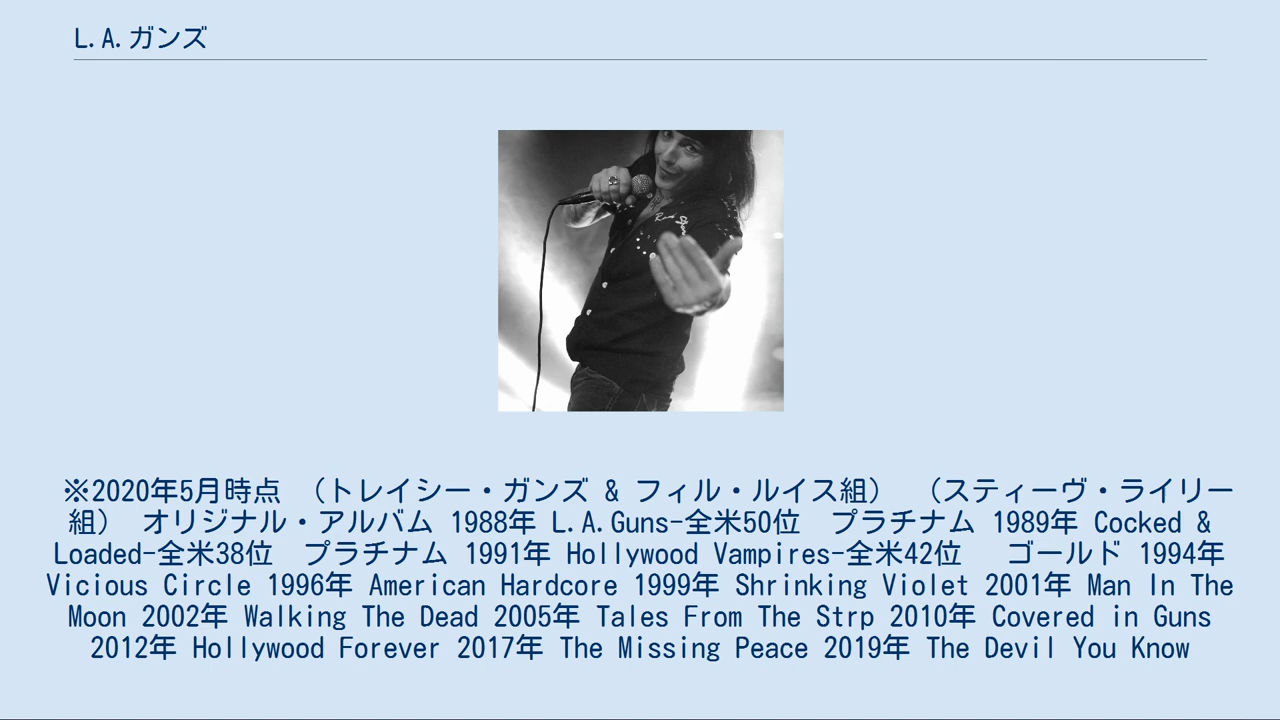 L.A.ガンズ
※2020年5月時点　（トレイシー・ガンズ & フィル・ルイス組）　（スティーヴ・ライリー
組）　オリジナル・アルバム 1988年 L.A.Guns-全米50位　プラチナム 1989年 Cocked &
Loaded-全米38位　プラチナム 1991年 Hollywood Vampires-全米42位　 ゴールド 1994年
Vicious Circle 1996年 American Hardcore 1999年 Shrinking Violet 2001年 Man In The
Moon 2002年 Walking The Dead 2005年 Tales From The Strp 2010年 Covered in Guns
2012年 Hollywood Forever 2017年 The Missing Peace 2019年 The Devil You Know